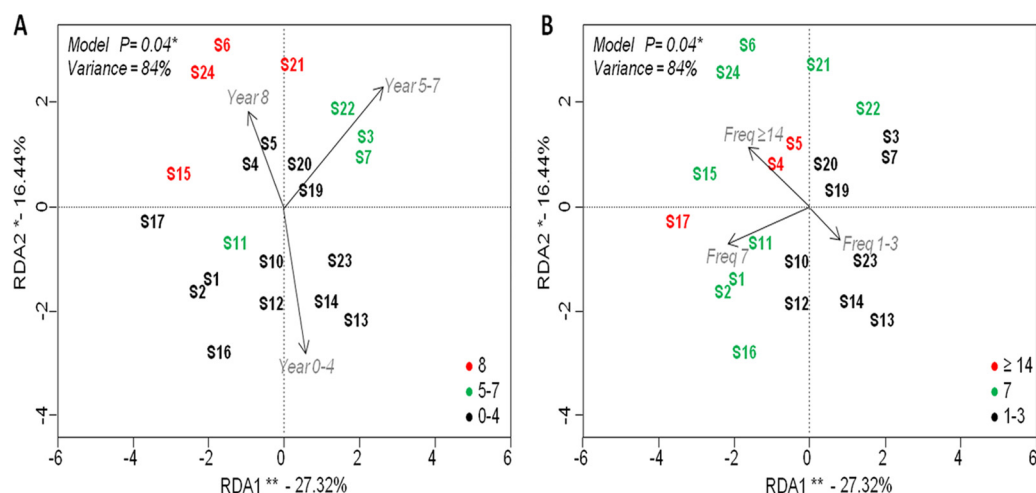 A
Model P= 0.04*
Variance = 84%
S6
S24
S21
Year 8
Year 5-7
S22
S5
S3
S4
S20
S7
S15
S19
S17
S11
S10
S23
S1
S2
S12
S14
S13
S16
Year 0-4
8
5-7
0-4
2
0
-2
-4
RDA2 *- 16.44%
-6 -4 -2 0 2 4 6
RDA1 ** - 27.32%
B
Model P= 0.04*
Variance = 84%
S6
S24
S21
S22
Freq ≥14
S5
S3
S4
S20
S7
S15
S19
S17
S11
Freq 1-3
Freq 7
S10
S23
S1
S2
S12
S14
S13
S16
≥ 14
7
1-3
2
0
-2
-4
RDA2 *- 16.44%
-6 -4 -2 0 2 4 6
RDA1 ** - 27.32%